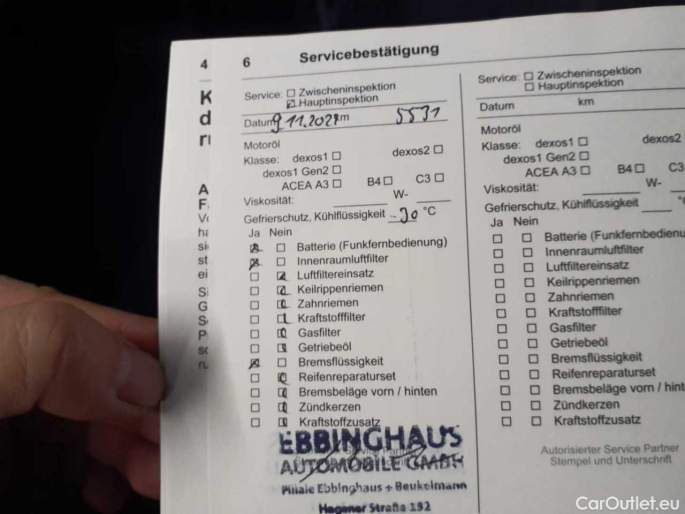 4
K
d
6 Servicebestätigung
Service: Zwischeninspektion
Hauptinspektion
Datum 9.11.2021 km 5531
Motoröl
Klasse: dexos1 dexos2
dexos1 Gen2
ACEA A3 B4 C3
Viskosität: W-
Gefrierschutz, Kühlflüssigkeit -30 °C
Ja Nein
Batterie (Funkfernbedienung)
Innenraumluftfilter
Luftfiltereinsatz
Keilrippenriemen
Zahnriemen
Kraftstofffilter
Gasfilter
Getriebeöl
Bremsflüssigkeit
Reifenreparaturset
Bremsbeläge vorn / hinten
Zündkerzen
Kraftstoffzusatz
EBBINGHAUS
AUTOMOBILE GMBH
Filiale Ebbinghaus + Beukelmann
Hagener Straße 192
Service: Zwischeninspektion
Hauptinspektion
Datum km
Motoröl
Klasse: dexos1 dexos2
dexos1 Gen2
ACEA A3 B4 C3
Viskosität: W-
Gefrierschutz, Kühlflüssigkeit °C
Ja Nein
Batterie (Funkfernbedienu
Innenraumluftfilter
Luftfiltereinsatz
Keilrippenriemen
Zahnriemen
Kraftstofffilter
Gasfilter
Getriebeöl
Bremsflüssigkeit
Reifenreparaturset
Bremsbeläge vorn / hint
Zündkerzen
Kraftstoffzusatz
Autorisierter Service Partner
Stempel und Unterschrift
CarOutlet.eu